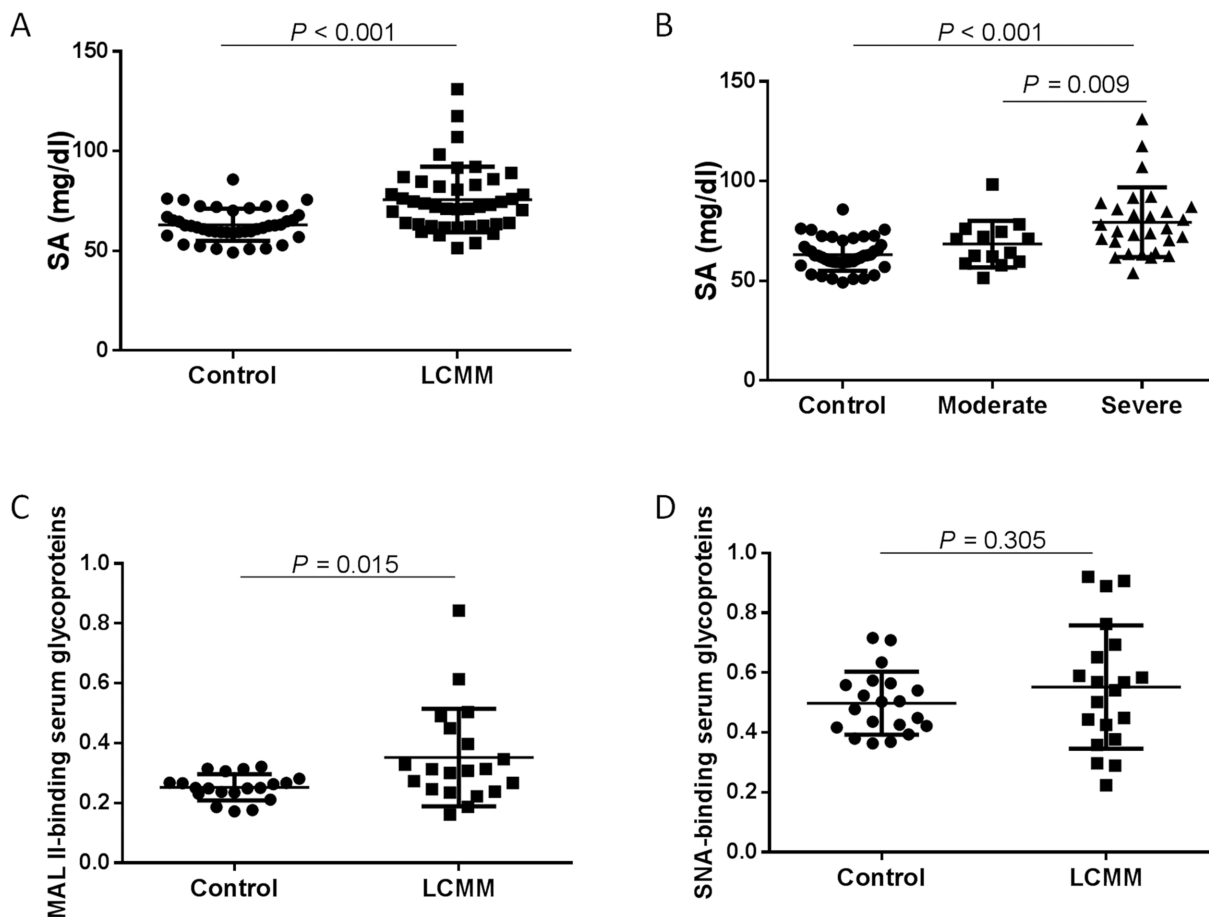 A
P < 0.001
SA (mg/dl)
150
100
50
0
Control
LCMM
B
P < 0.001
P = 0.009
SA (mg/dl)
150
100
50
0
Control
Moderate
Severe
C
P = 0.015
MAL II-binding serum glycoproteins
1.0
0.8
0.6
0.4
0.2
0.0
Control
LCMM
D
P = 0.305
SNA-binding serum glycoproteins
1.0
0.8
0.6
0.4
0.2
0.0
Control
LCMM